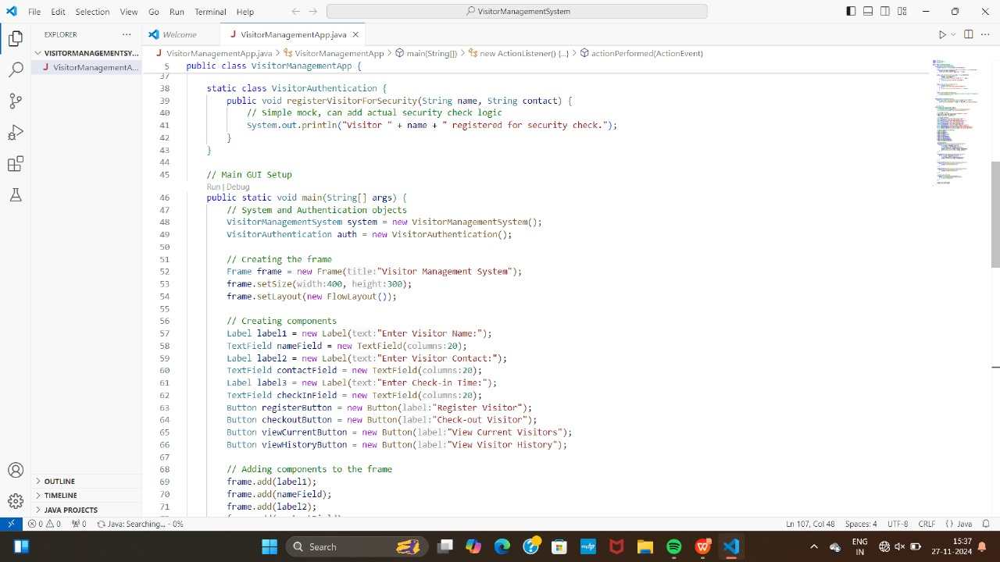 File Edit Selection View Go Run Terminal Help
VisitorManagementSystem
EXPLORER
Welcome
VisitorManagementApp.java
VISITORMANAGEMENTSY...
VisitorManagementA...
VisitorManagementApp.java > VisitorManagementApp > main(String[]) > new ActionListener() {...} > actionPerformed(ActionEvent)
5 public class VisitorManagementApp {
37
38 static class VisitorAuthentication {
39 public void registerVisitorForSecurity(String name, String contact) {
40 // Simple mock, can add actual security check logic
41 System.out.println("Visitor " + name + " authenticated for security check.");
42 }
43 }
44
45 // Main GUI and Logic
Run | Debug
46 public static void main(String[] args) {
47 // System and Authentication objects
48 VisitorManagementSystem system = new VisitorManagementSystem();
49 VisitorAuthentication auth = new VisitorAuthentication();
50
51 // Creating the frame
52 Frame frame = new Frame(title:"Visitor Management System");
53 frame.setSize(width:400, height:300);
54 frame.setLayout(new FlowLayout());
55
56 // Creating components
57 Label label1 = new Label(text:"Enter Visitor Name:");
58 TextField nameField = new TextField(columns:20);
59 Label label2 = new Label(text:"Enter Visitor Contact:");
60 TextField contactField = new TextField(columns:20);
61 Label label3 = new Label(text:"Enter Check-in Time:");
62 TextField checkInField = new TextField(columns:20);
63 Button registerButton = new Button(label:"Register Visitor");
64 Button checkoutButton = new Button(label:"Check-out Visitor");
65 Button viewCurrentButton = new Button(label:"View Current Visitors");
66 Button viewHistoryButton = new Button(label:"View Visitor History");
67
68 // Adding components to the frame
69 frame.add(label1);
70 frame.add(nameField);
71 frame.add(label2);
OUTLINE
TIMELINE
JAVA PROJECTS
0 0 0 Java: Searching... - 0% Ln 107, Col 48 Spaces: 4 UTF-8 CRLF {} Java
Search
ENG
IN
15:37
27-11-2024